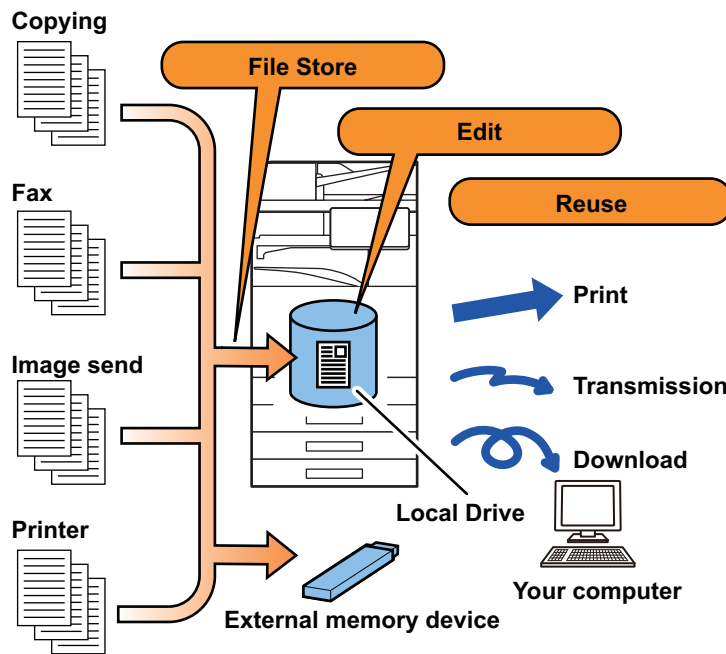 Copying
File Store
Edit
Fax
Reuse
Print
Image send
Transmission
Download
Local Drive
Printer
Your computer
External memory device